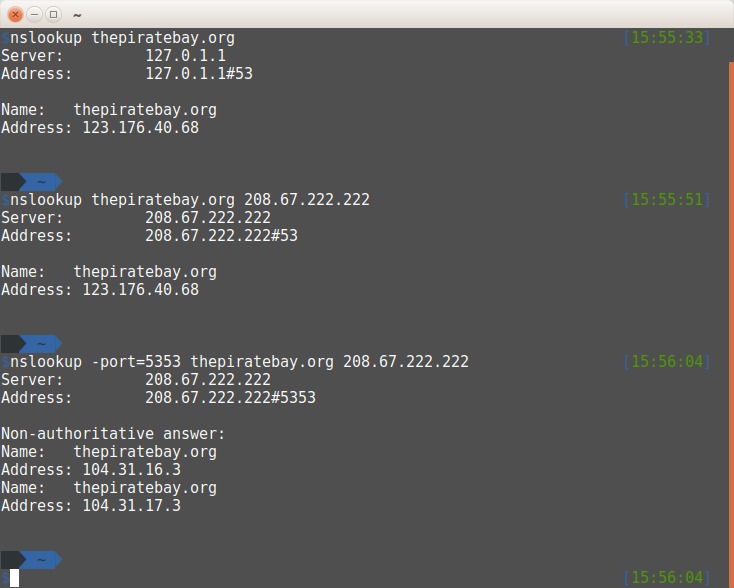 ~
$nslookup thepiratebay.org [15:55:33]
Server: 127.0.1.1
Address: 127.0.1.1#53
Name: thepiratebay.org
Address: 123.176.40.68
~
$nslookup thepiratebay.org 208.67.222.222 [15:55:51]
Server: 208.67.222.222
Address: 208.67.222.222#53
Name: thepiratebay.org
Address: 123.176.40.68
~
$nslookup -port=5353 thepiratebay.org 208.67.222.222 [15:56:04]
Server: 208.67.222.222
Address: 208.67.222.222#5353
Non-authoritative answer:
Name: thepiratebay.org
Address: 104.31.16.3
Name: thepiratebay.org
Address: 104.31.17.3
~
$ [15:56:04]